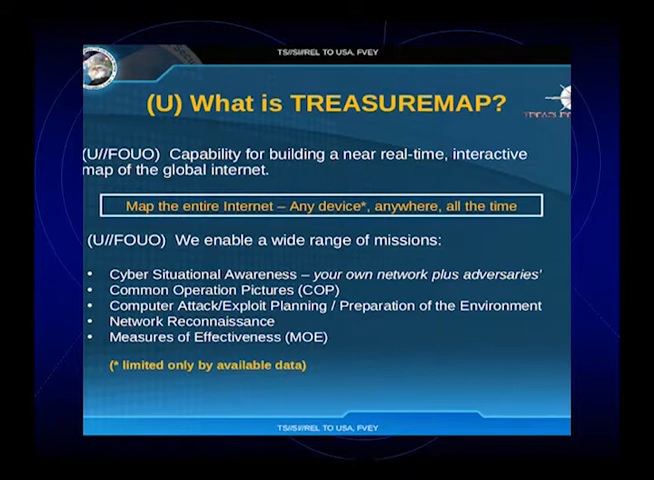 TS//SI//REL TO USA, FVEY
(U) What is TREASUREMAP?
(U//FOUO) Capability for building a near real-time, interactive
map of the global internet.
Map the entire Internet – Any device*, anywhere, all the time
(U//FOUO) We enable a wide range of missions:
• Cyber Situational Awareness – your own network plus adversaries'
• Common Operation Pictures (COP)
• Computer Attack/Exploit Planning / Preparation of the Environment
• Network Reconnaissance
• Measures of Effectiveness (MOE)
(* limited only by available data)
TS//SI//REL TO USA, FVEY